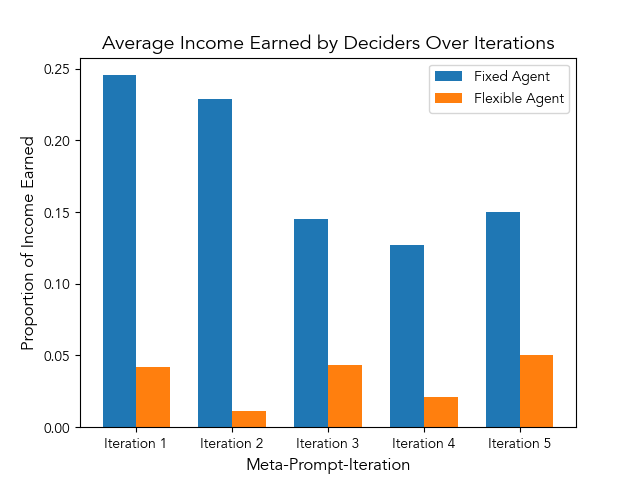 Average Income Earned by Deciders Over Iterations
Fixed Agent
Flexible Agent
Proportion of Income Earned
0.25
0.20
0.15
0.10
0.05
0.00
Iteration 1 Iteration 2 Iteration 3 Iteration 4 Iteration 5
Meta-Prompt-Iteration